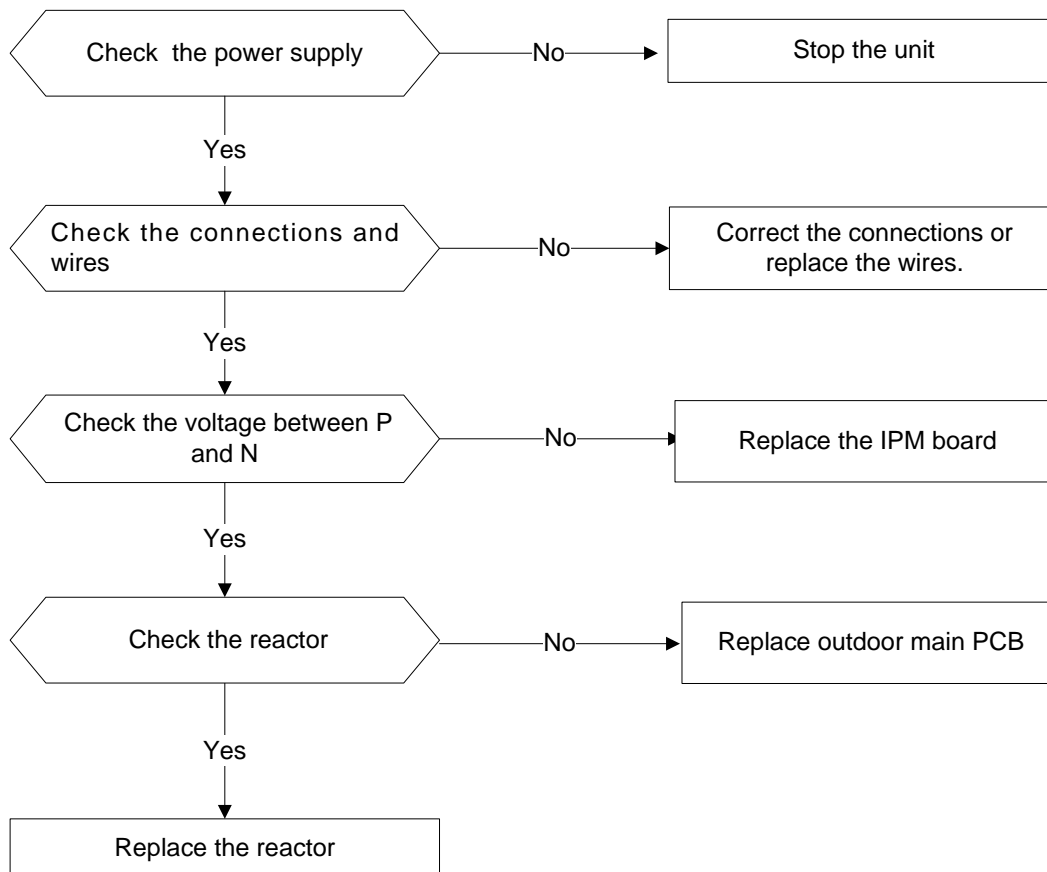 Check the power supply
No
Stop the unit
Yes
Check the connections and
wires
No
Correct the connections or
replace the wires.
Yes
Check the voltage between P
and N
No
Replace the IPM board
Yes
Check the reactor
No
Replace outdoor main PCB
Yes
Replace the reactor